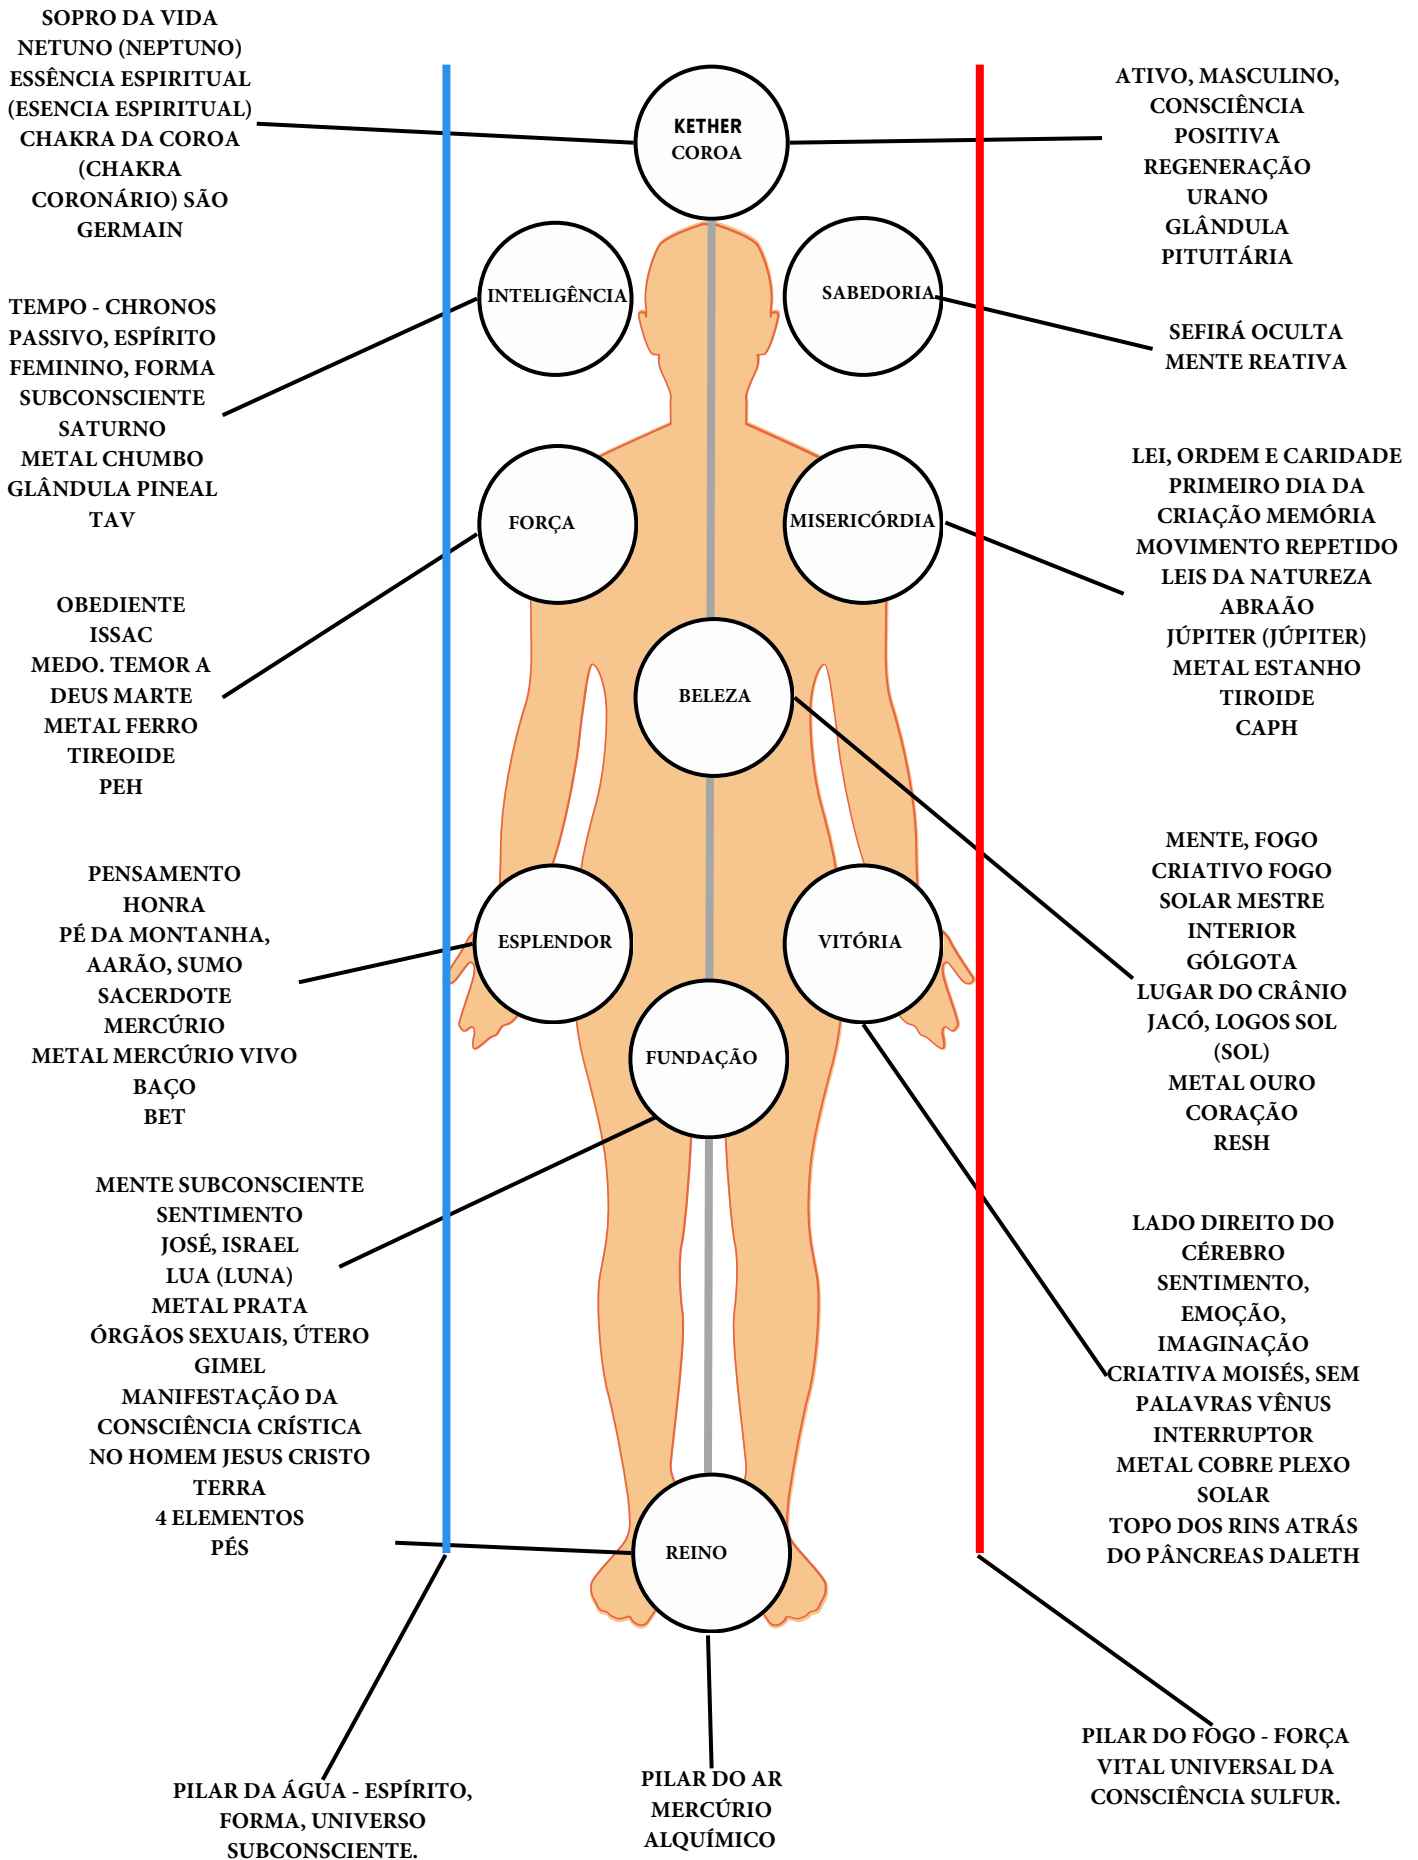 SOPRO DA VIDA
NETUNO (NEPTUNO)
ESSÊNCIA ESPIRITUAL
(ESENCIA ESPIRITUAL)
CHAKRA DA COROA
(CHAKRA
CORONÁRIO) SÃO
GERMAIN
KETHER
COROA
ATIVO, MASCULINO,
CONSCIÊNCIA
POSITIVA
REGENERAÇÃO
URANO
GLÂNDULA
PITUITÁRIA
INTELIGÊNCIA
SABEDORIA
TEMPO - CHRONOS
PASSIVO, ESPÍRITO
FEMININO, FORMA
SUBCONSCIENTE
SATURNO
METAL CHUMBO
GLÂNDULA PINEAL
TAV
SEFIRÁ OCULTA
MENTE REATIVA
FORÇA
MISERICÓRDIA
LEI, ORDEM E CARIDADE
PRIMEIRO DIA DA
CRIAÇÃO MEMÓRIA
MOVIMENTO REPETIDO
LEIS DA NATUREZA
ABRAÃO
JÚPITER (JÚPITER)
METAL ESTANHO
TIROIDE
CAPH
OBEDIENTE
ISSAC
MEDO. TEMOR A
DEUS MARTE
METAL FERRO
TIREOIDE
PEH
BELEZA
MENTE, FOGO
CRIATIVO FOGO
SOLAR MESTRE
INTERIOR
GÓLGOTA
LUGAR DO CRÂNIO
JACÓ, LOGOS SOL
(SOL)
METAL OURO
CORAÇÃO
RESH
PENSAMENTO
HONRA
PÉ DA MONTANHA,
AARÃO, SUMO
SACERDOTE
MERCÚRIO
METAL MERCÚRIO VIVO
BAÇO
BET
ESPLENDOR
VITÓRIA
FUNDAÇÃO
MENTE SUBCONSCIENTE
SENTIMENTO
JOSÉ, ISRAEL
LUA (LUNA)
METAL PRATA
ÓRGÃOS SEXUAIS, ÚTERO
GIMEL
MANIFESTAÇÃO DA
CONSCIÊNCIA CRÍSTICA
NO HOMEM JESUS CRISTO
TERRA
4 ELEMENTOS
PÉS
LADO DIREITO DO
CÉREBRO
SENTIMENTO,
EMOÇÃO,
IMAGINAÇÃO
CRIATIVA MOISÉS, SEM
PALAVRAS VÊNUS
INTERRUPTOR
METAL COBRE PLEXO
SOLAR
TOPO DOS RINS ATRÁS
DO PÂNCREAS DALETH
REINO
PILAR DA ÁGUA - ESPÍRITO,
FORMA, UNIVERSO
SUBCONSCIENTE.
PILAR DO AR
MERCÚRIO
ALQUÍMICO
PILAR DO FOGO - FORÇA
VITAL UNIVERSAL DA
CONSCIÊNCIA SULFUR.